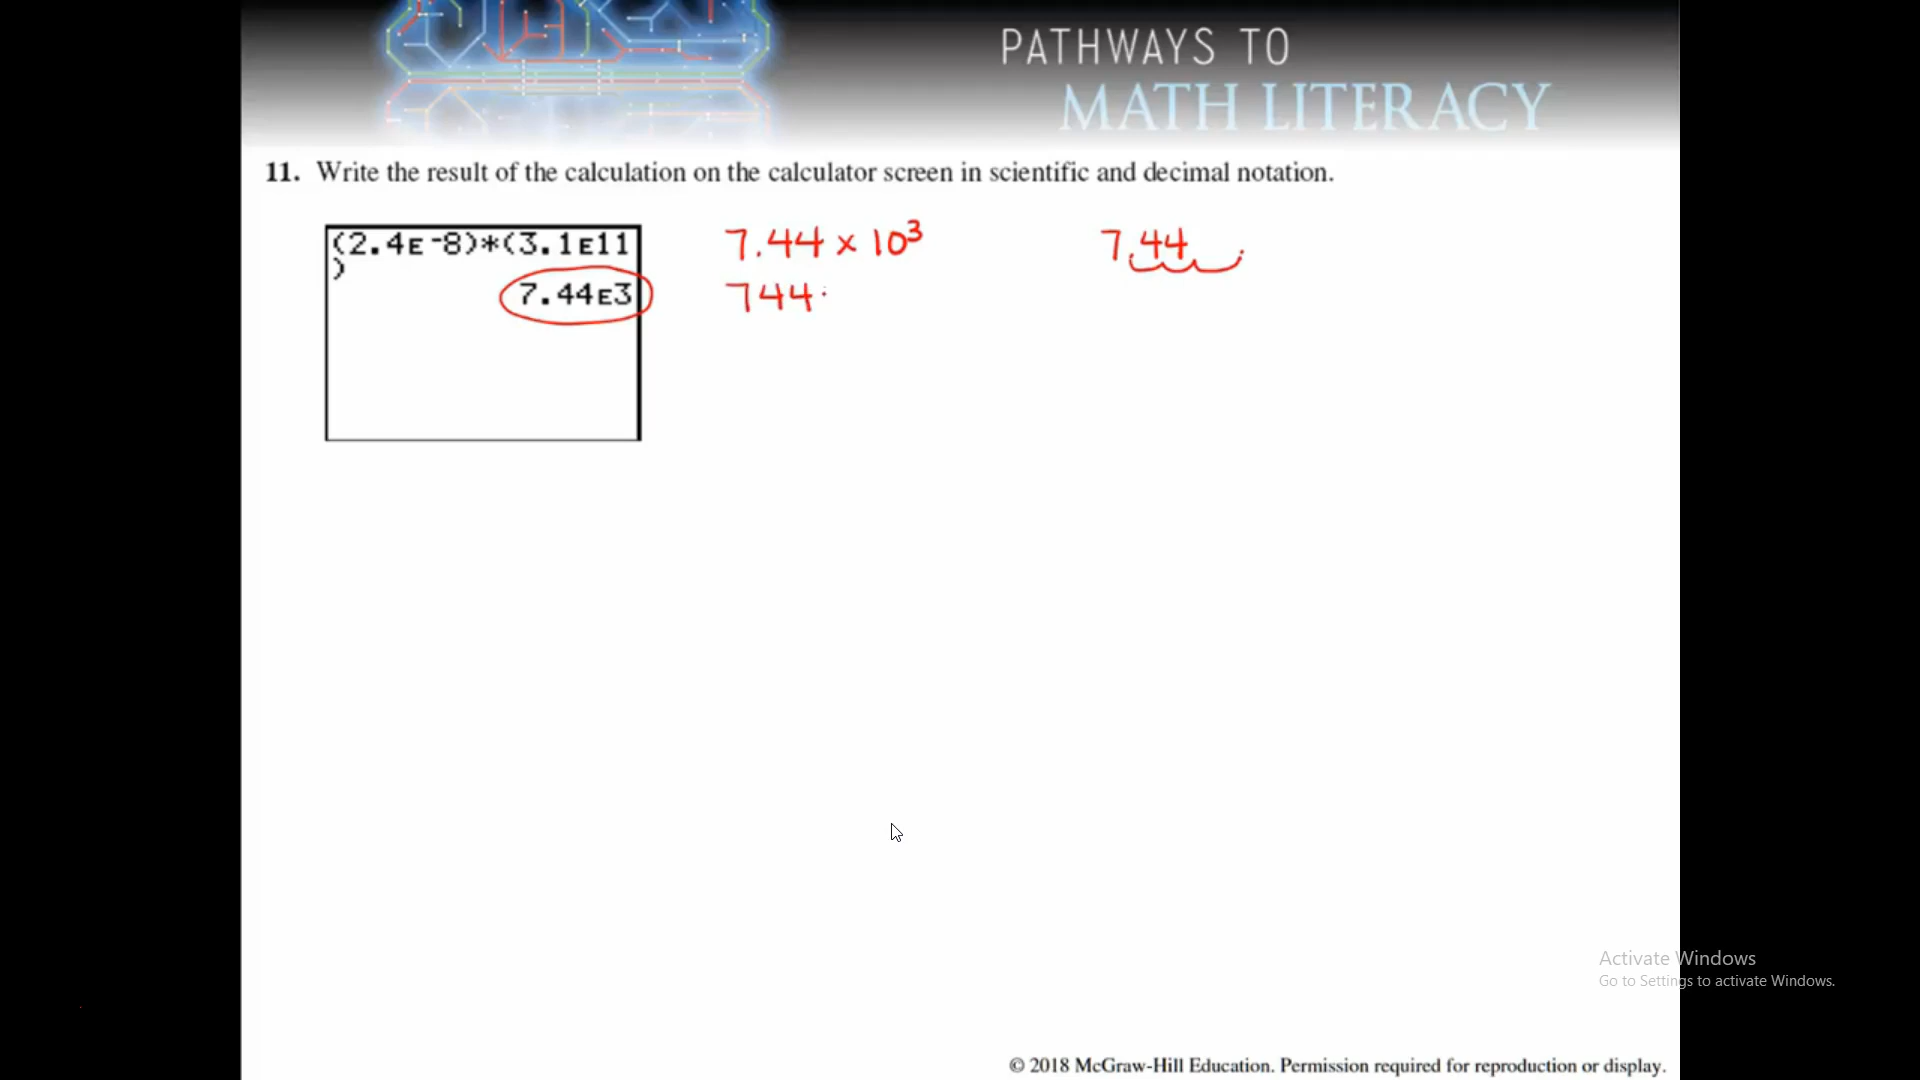 PATHWAYS TO
MATH LITERACY
11. Write the result of the calculation on the calculator screen in scientific and decimal notation.
(2.4E⁻8)*(3.1E11
)
7.44E3
7.44 x 10³
744.
7.44
Activate Windows
Go to Settings to activate Windows.
© 2018 McGraw-Hill Education. Permission required for reproduction or display.